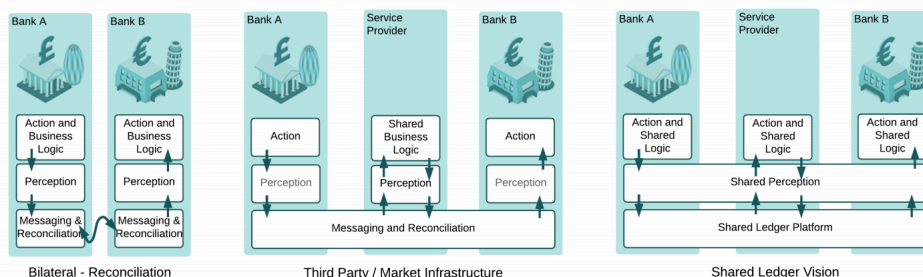 Bank A
Bank B
Action and
Business
Logic
Action and
Business
Logic
Perception
Perception
Messaging &
Reconciliation
Messaging &
Reconciliation
Bilateral - Reconciliation
Bank A
Service
Provider
Bank B
Action
Shared
Business
Logic
Action
Perception
Perception
Perception
Messaging and Reconciliation
Third Party / Market Infrastructure
Bank A
Service
Provider
Bank B
Action and
Shared
Logic
Action and
Shared
Logic
Action and
Shared
Logic
Shared Perception
Shared Ledger Platform
Shared Ledger Vision